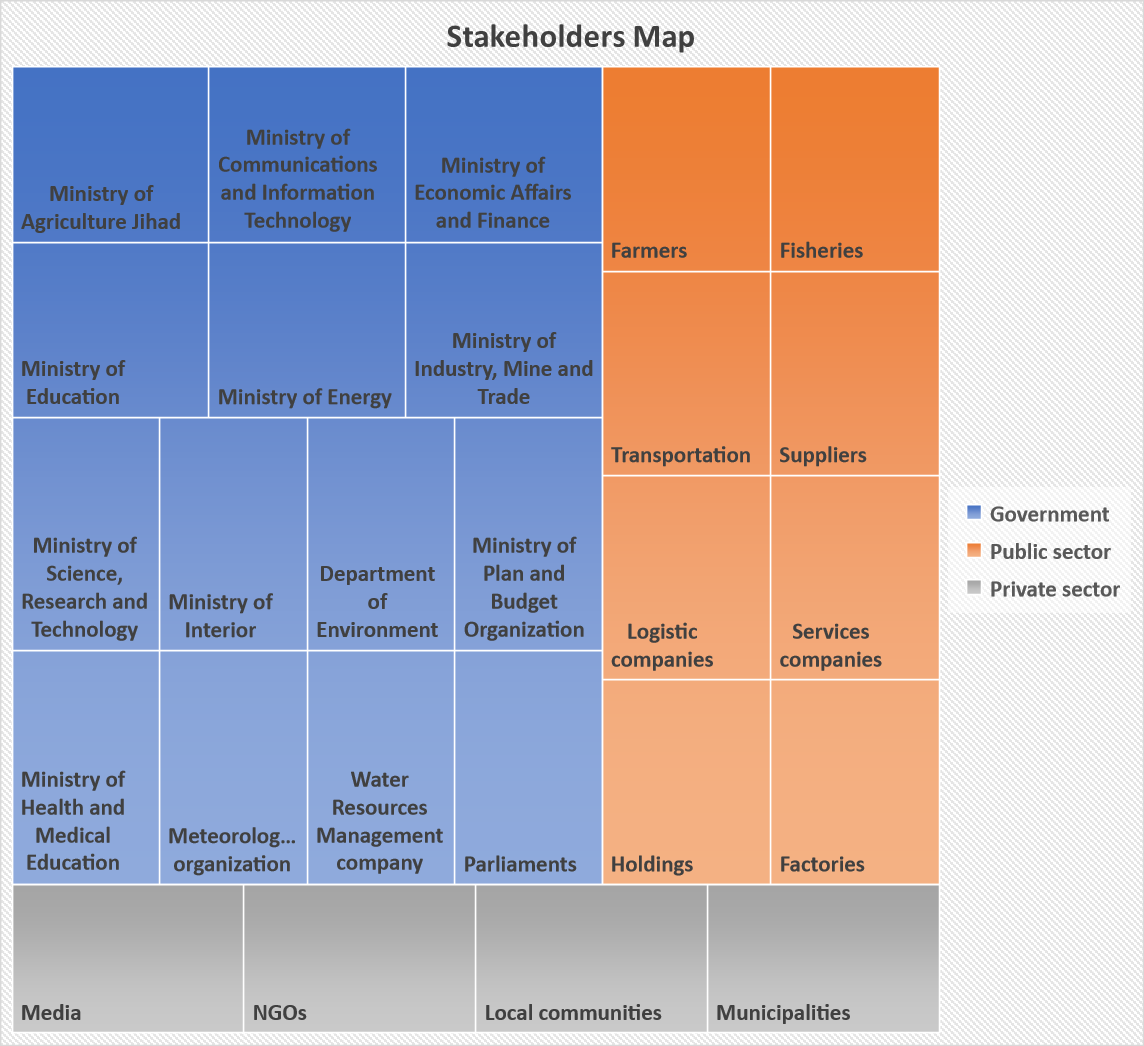 Stakeholders Map
Ministry of
Agriculture Jihad
Ministry of
Communications
and Information
Technology
Ministry of
Economic Affairs
and Finance
Farmers
Fisheries
Ministry of
Education
Ministry of Energy
Ministry of
Industry, Mine and
Trade
Transportation
Suppliers
Ministry of
Science,
Research and
Technology
Ministry of
Interior
Department
of
Environment
Ministry of
Plan and
Budget
Organization
Logistic
companies
Services
companies
Ministry of
Health and
Medical
Education
Meteorolog...
organization
Water
Resources
Management
company
Parliaments
Holdings
Factories
Media
NGOs
Local communities
Municipalities
Government
Public sector
Private sector